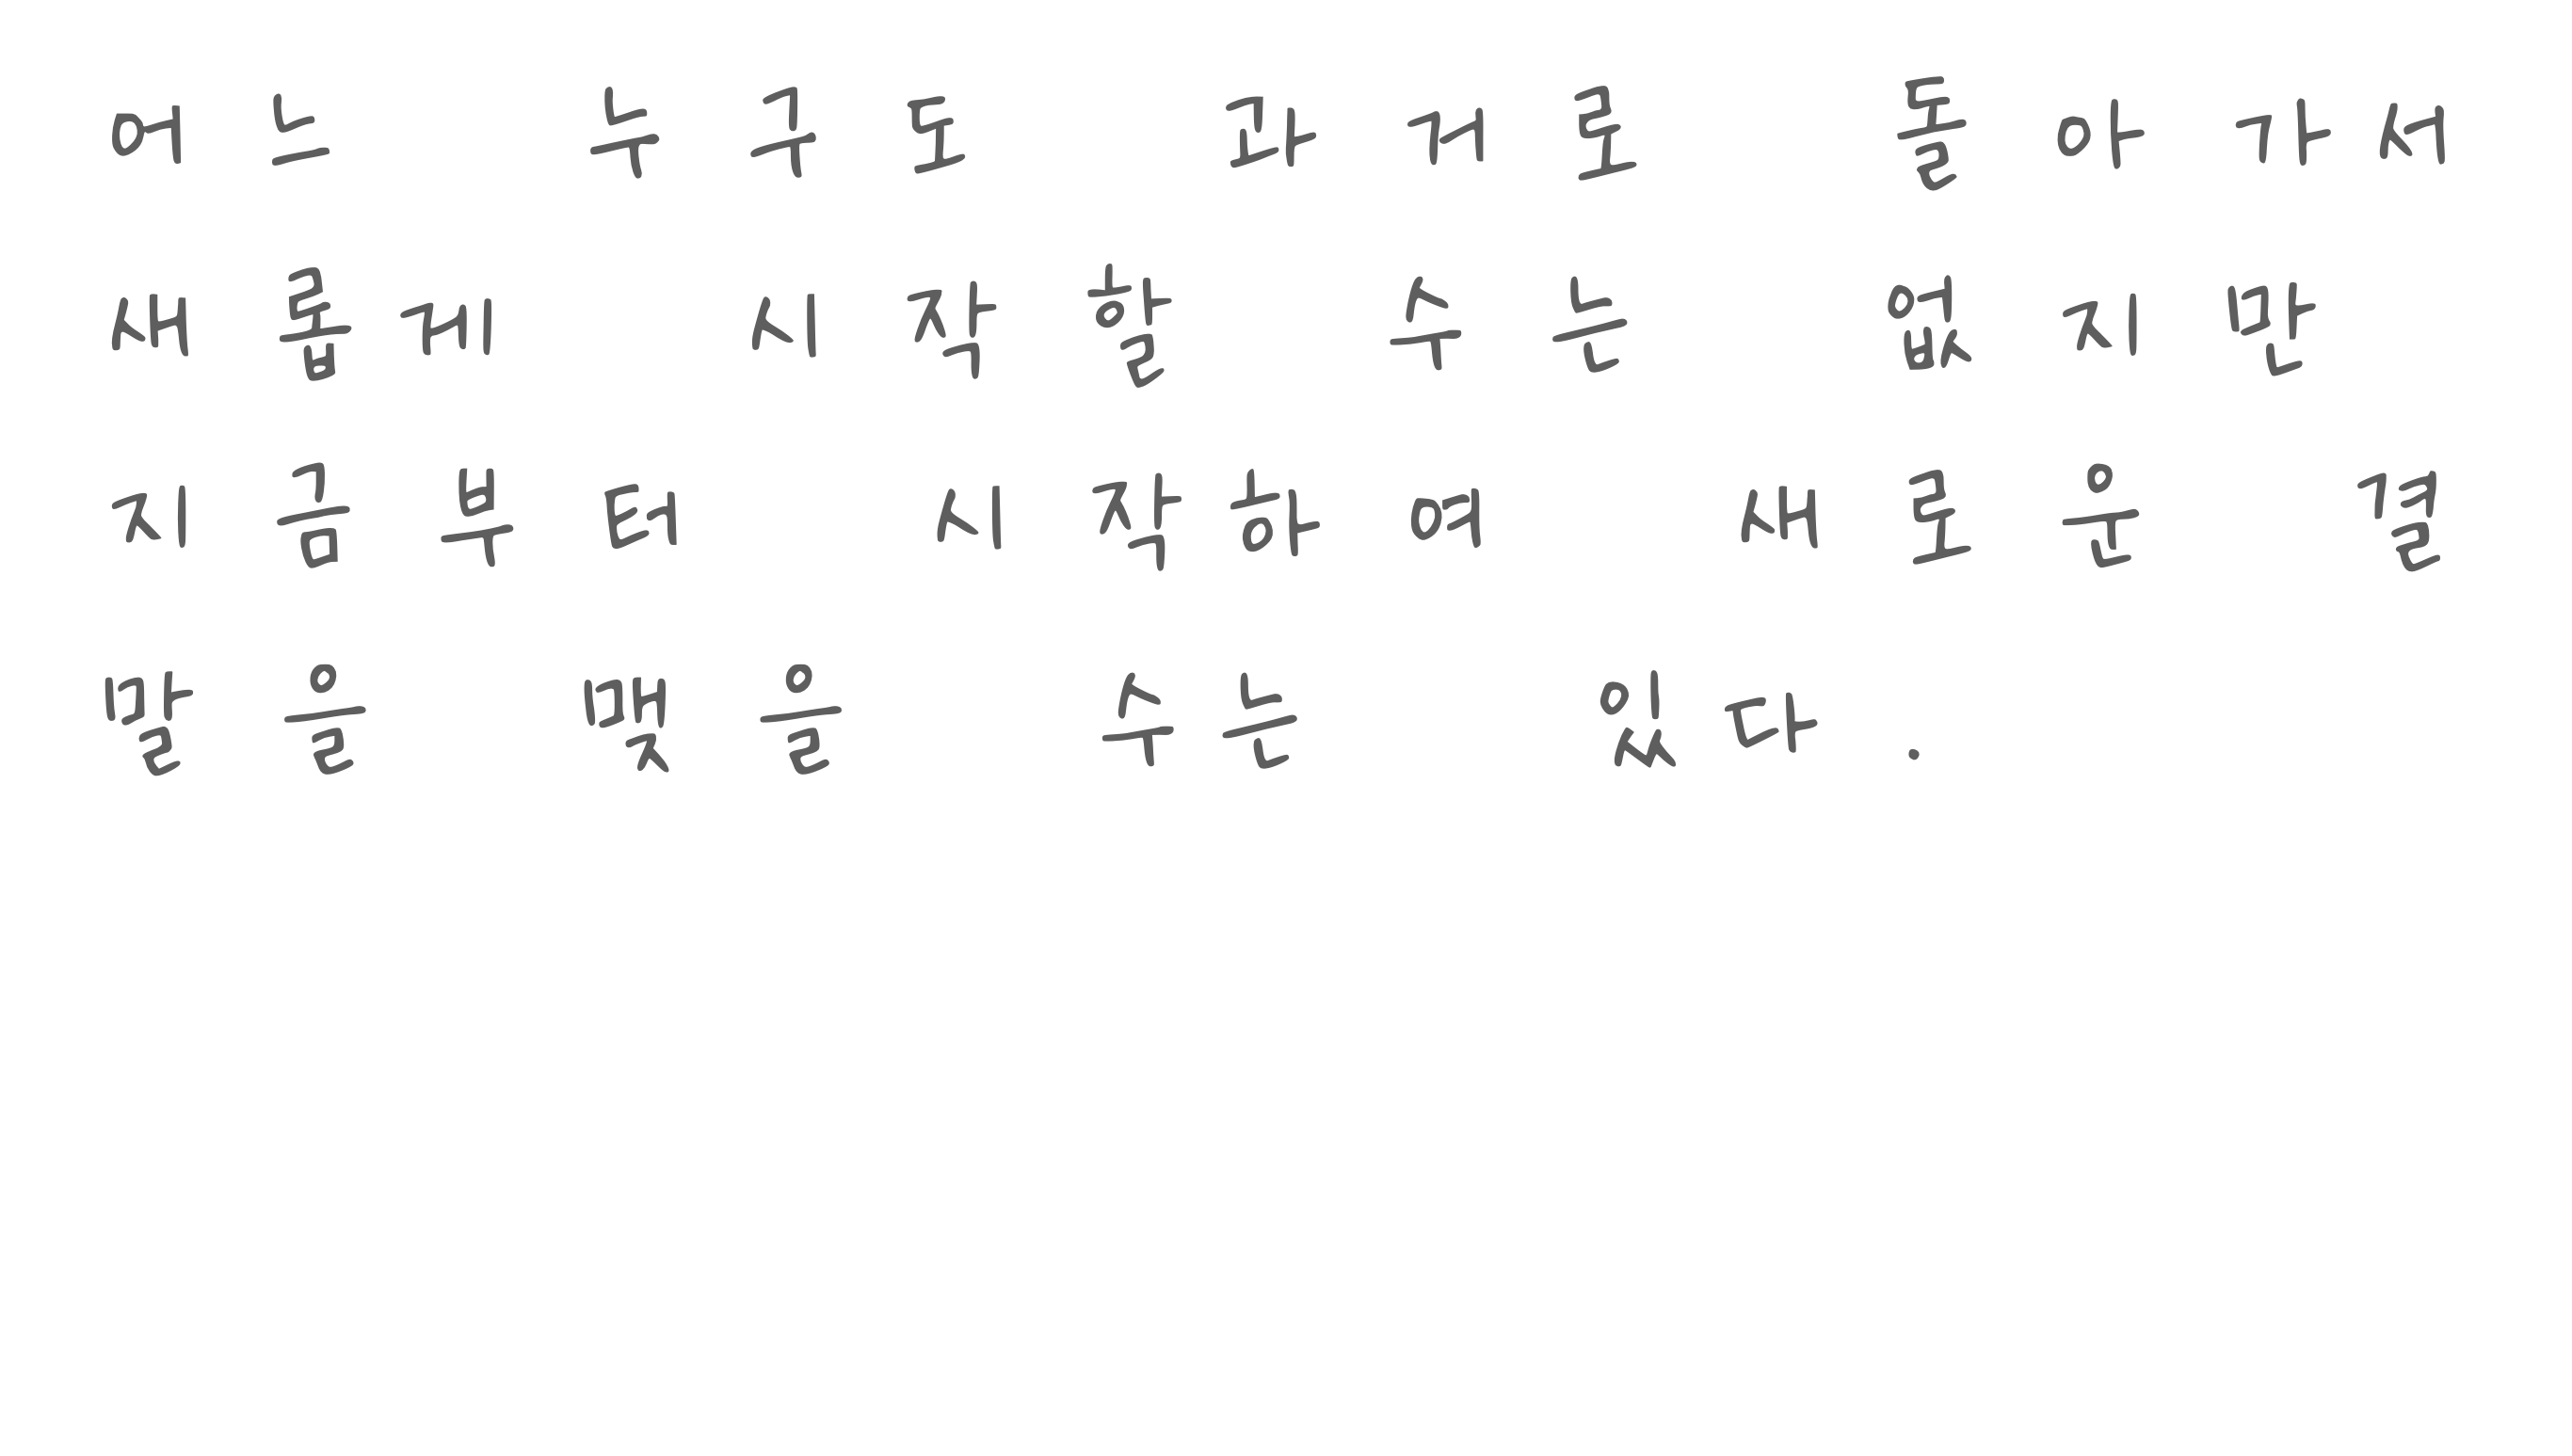 어느 누구도 과거로 돌아가서
새롭게 시작할 수는 없지만
지금부터 시작하여 새로운 결
말을 맺을 수는 있다.